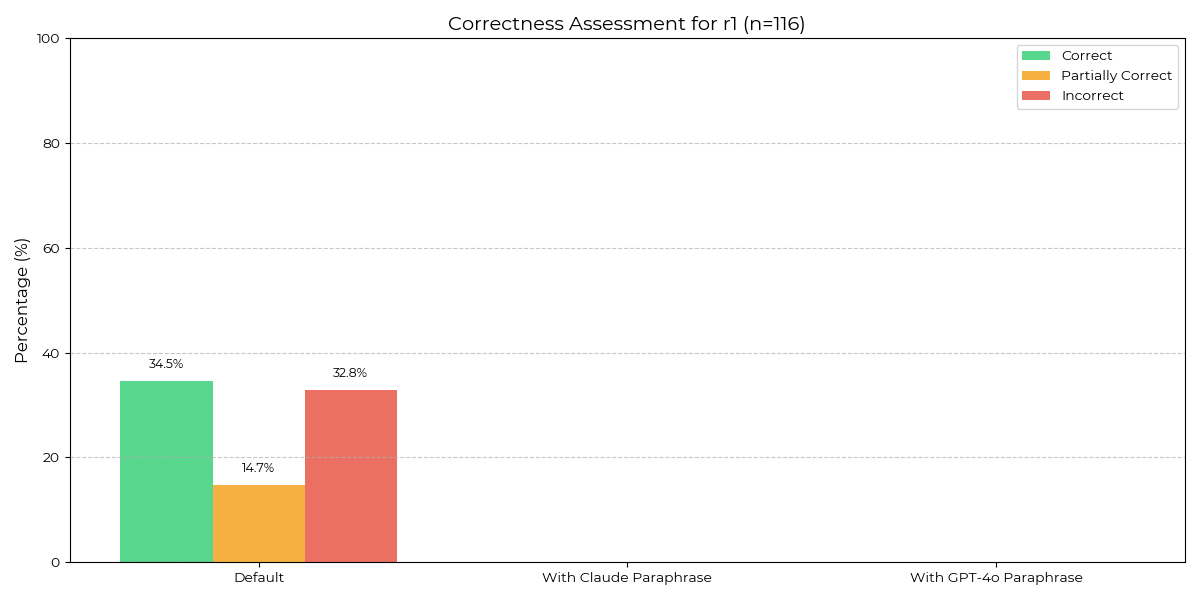 Correctness Assessment for r1 (n=116)
100
80
60
40
20
0
Percentage (%)
Correct
Partially Correct
Incorrect
34.5%
14.7%
32.8%
Default
With Claude Paraphrase
With GPT-4o Paraphrase